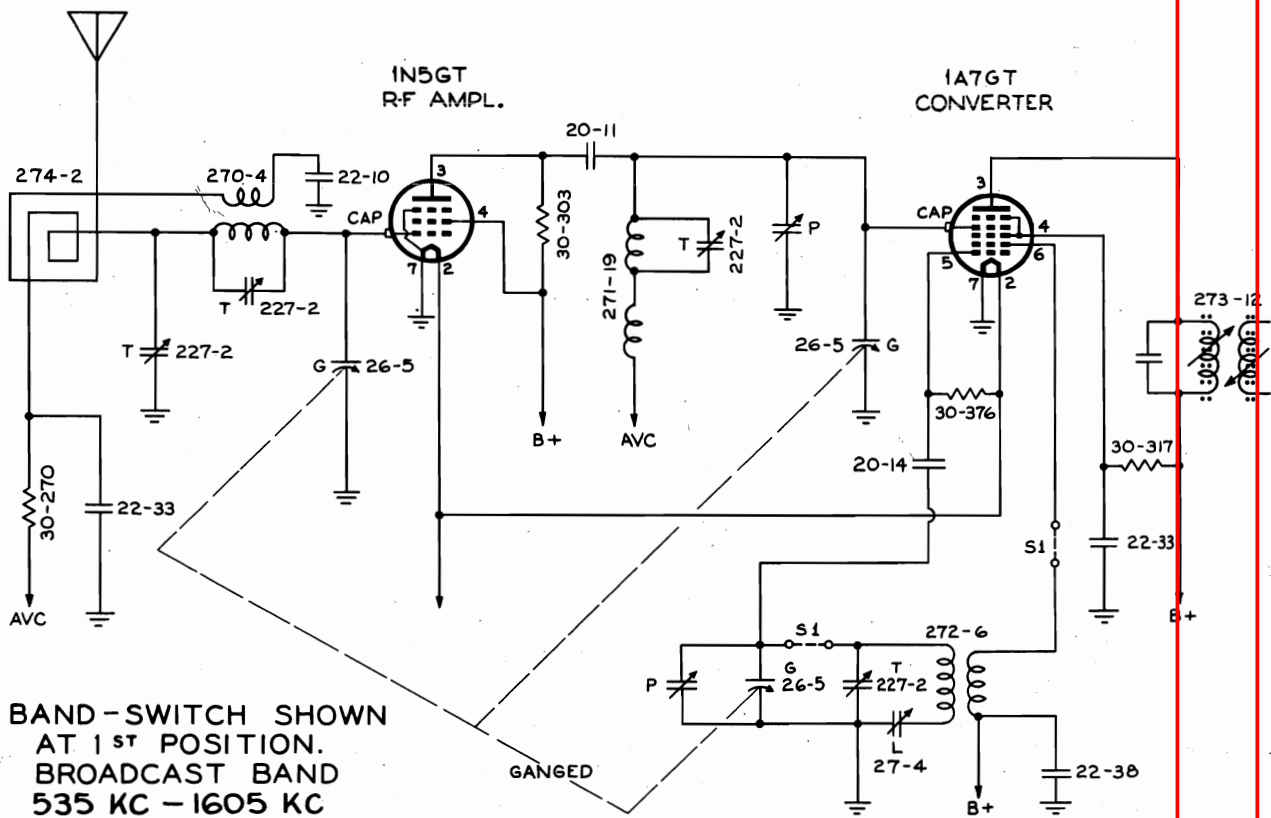 1N5GT
R-F AMPL.
1A7GT
CONVERTER
20-11
274-2
270-4
22-10
3
3
CAP
4
30-303
T
227-2
P
CAP
4
6
5
7
2
7
2
271-19
273-12
T 227-2
T 227-2
G 26-5
26-5 G
B+
AVC
30-376
30-317
20-14
30-270
22-33
S1
22-33
AVC
B+
S1
272-6
P
G
26-5
T
227-2
L
27-4
22-38
B+
GANGED
BAND-SWITCH SHOWN
AT 1ST POSITION.
BROADCAST BAND
535 KC - 1605 KC